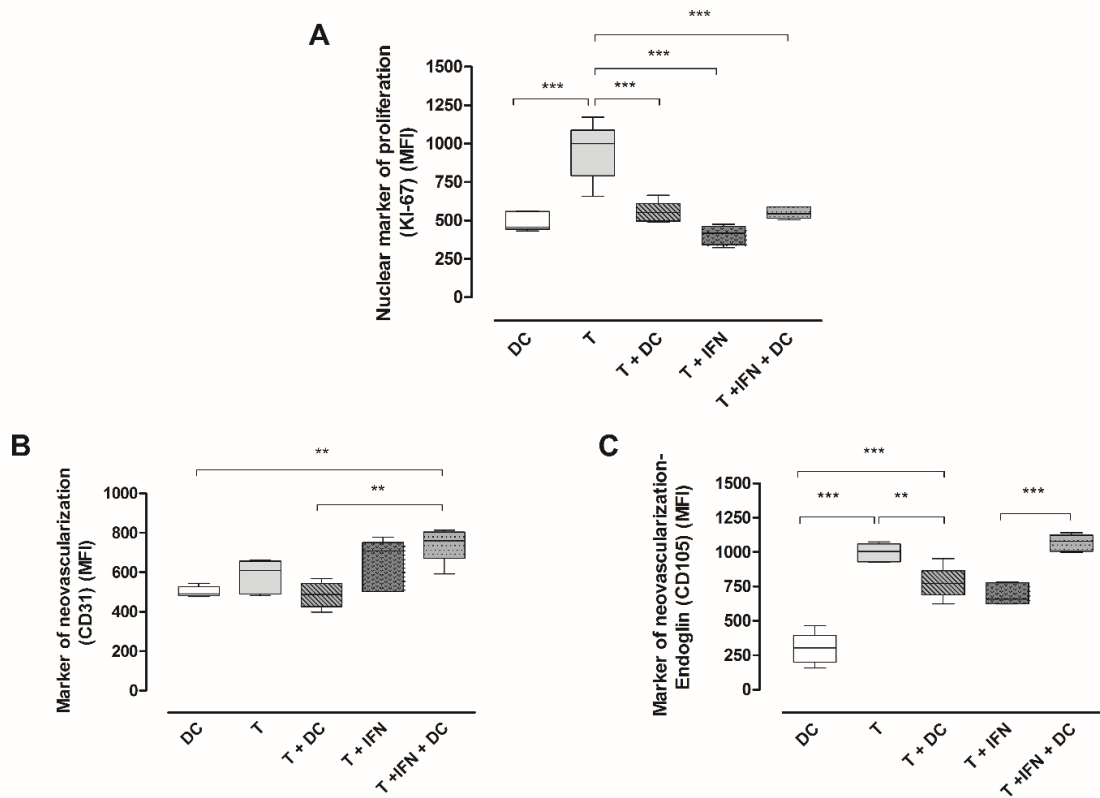 A
***
***
***
***
Nuclear marker of proliferation
(KI-67) (MFI)
1500
1250
1000
750
500
250
0
DC
T
T + DC
T + IFN
T +IFN + DC
B
**
**
Marker of neovascularization
(CD31) (MFI)
1000
800
600
400
200
0
DC
T
T + DC
T + IFN
T +IFN + DC
C
***
***
**
***
Marker of neovascularization-
Endoglin (CD105) (MFI)
1500
1250
1000
750
500
250
0
DC
T
T + DC
T + IFN
T +IFN + DC